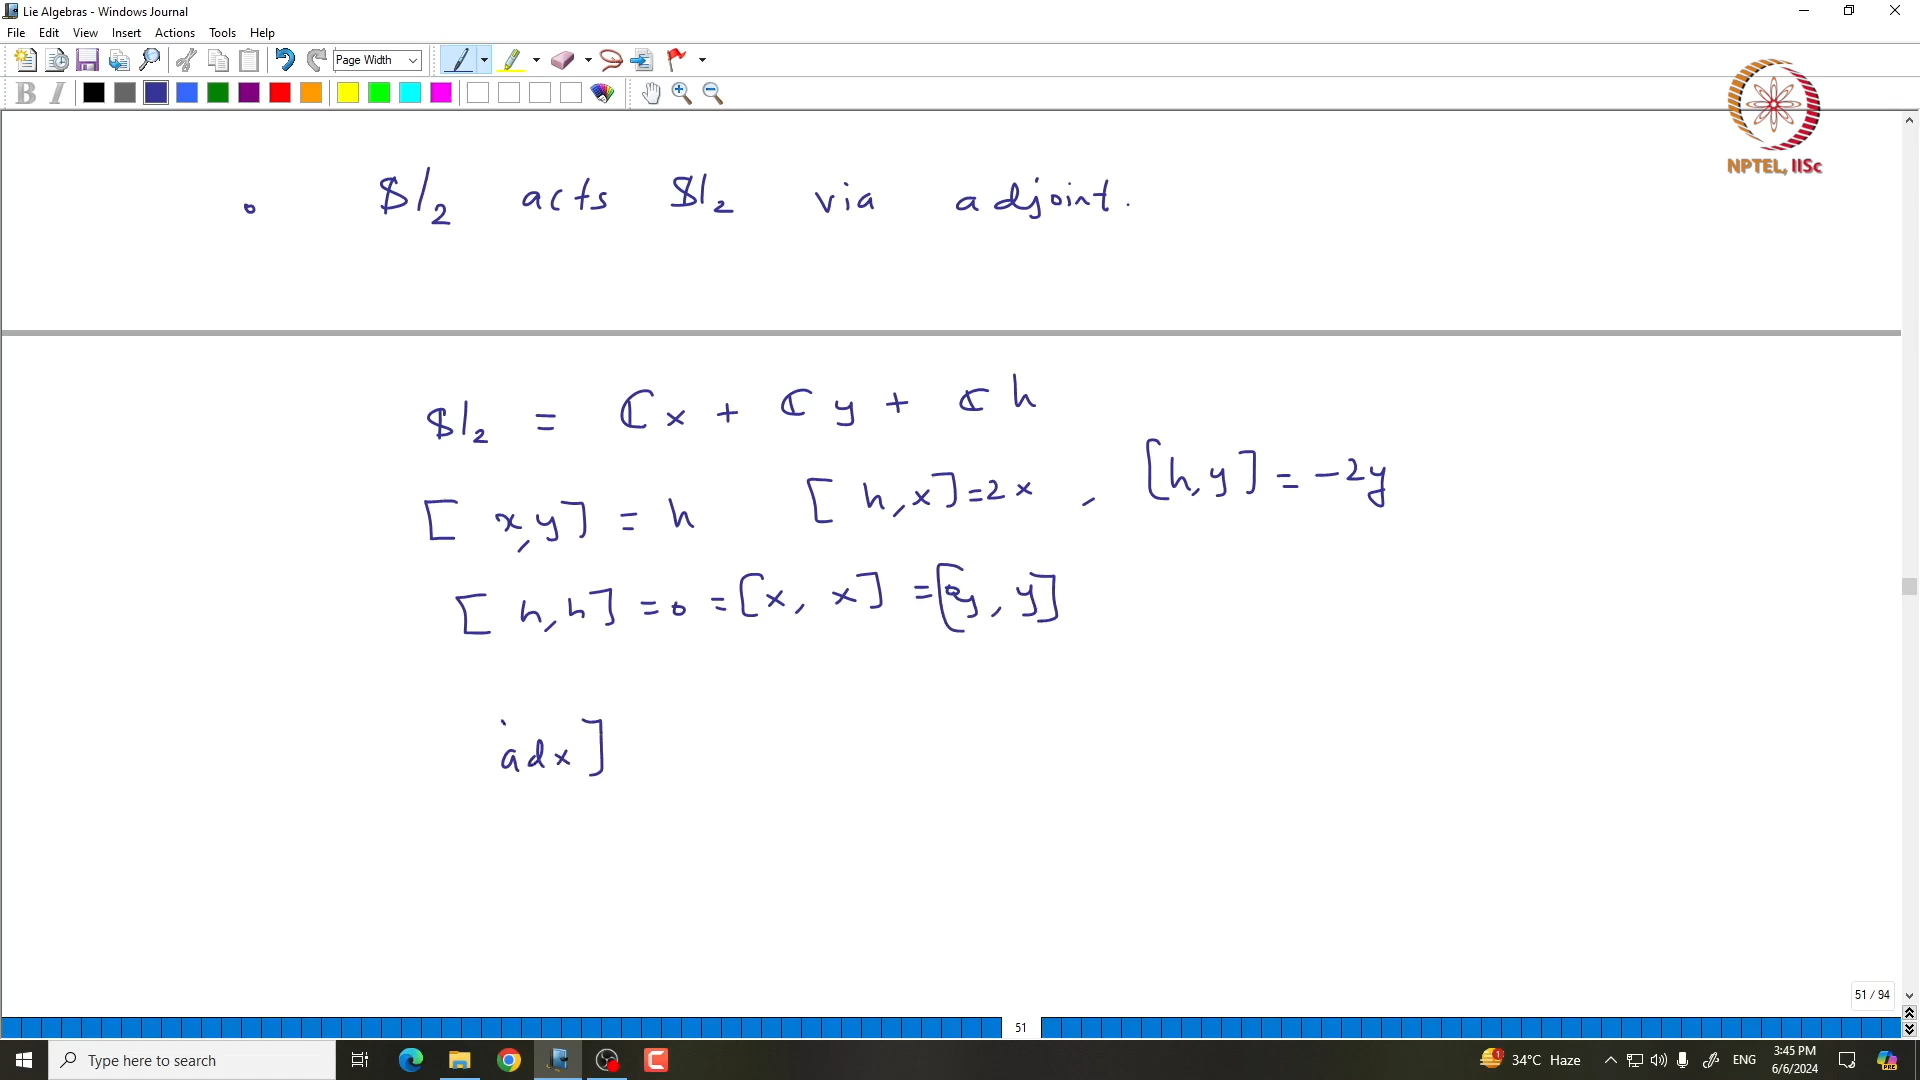 Lie Algebras - Windows Journal
File Edit View Insert Actions Tools Help
Page Width
B I
NPTEL, IISc
sl₂ acts sl₂ via adjoint.
sl₂ = ℂx + ℂy + ℂh
[x,y] = h [h,x]=2x , [h,y] = -2y
[h,h] = 0 = [x, x] = [y, y]
adx]
51 / 94
51
Type here to search
34°C Haze
ENG
3:45 PM
6/6/2024